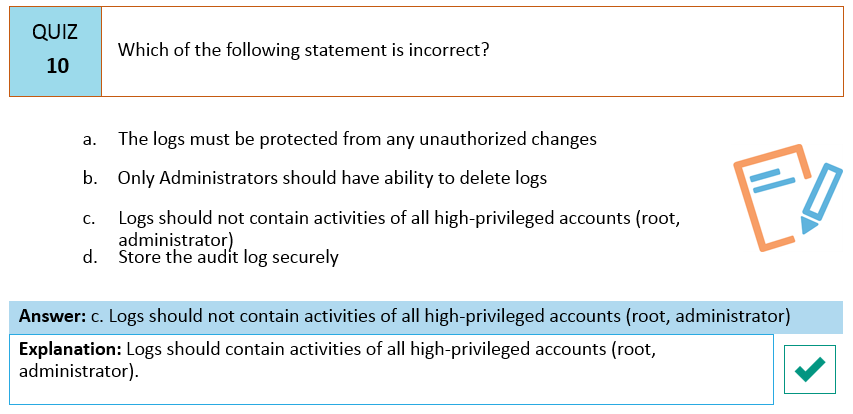 QUIZ
10
Which of the following statement is incorrect?
a. The logs must be protected from any unauthorized changes
b. Only Administrators should have ability to delete logs
c. Logs should not contain activities of all high-privileged accounts (root,
administrator)
d. Store the audit log securely
Answer: c. Logs should not contain activities of all high-privileged accounts (root, administrator)
Explanation: Logs should contain activities of all high-privileged accounts (root,
administrator).